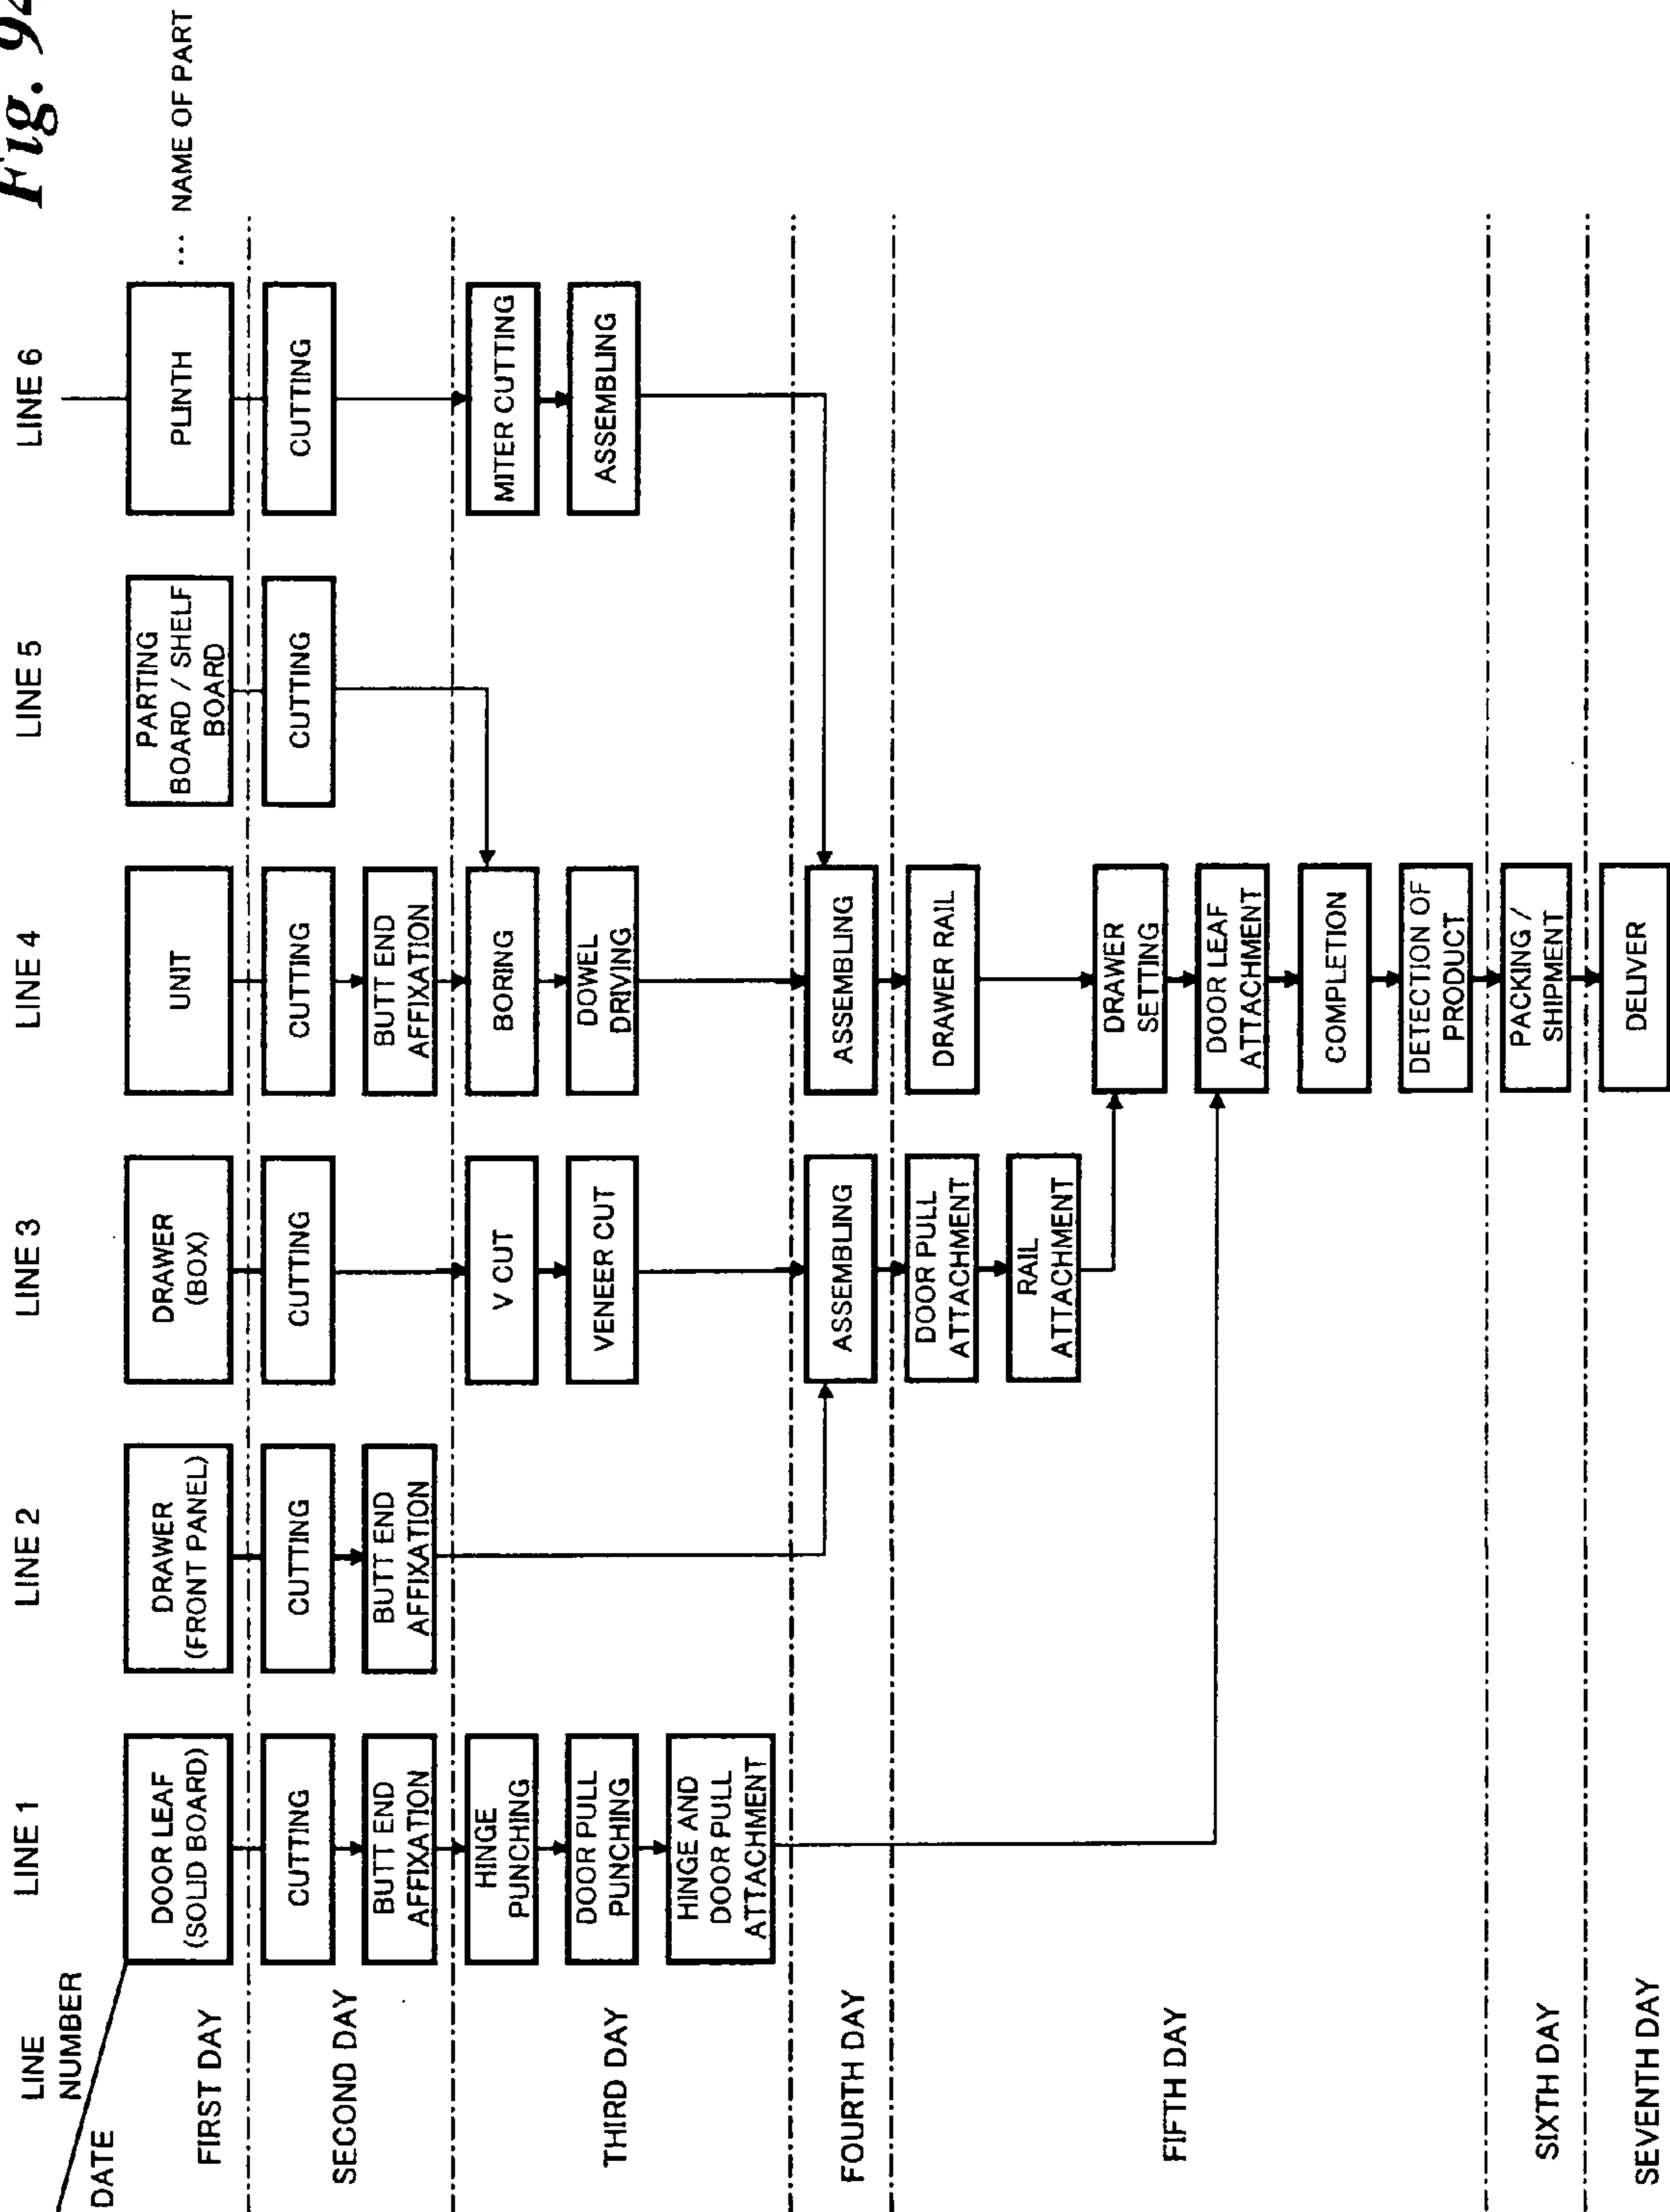 Fig. 94
LINE NUMBER
DATE
LINE 1
LINE 2
LINE 3
LINE 4
LINE 5
LINE 6
FIRST DAY
DOOR LEAF
(SOLID BOARD)
DRAWER
(FRONT PANEL)
DRAWER
(BOX)
UNIT
PARTING
BOARD / SHELF
BOARD
PLINTH
... NAME OF PART
SECOND DAY
CUTTING
CUTTING
CUTTING
CUTTING
CUTTING
CUTTING
BUTT END
AFFIXATION
BUTT END
AFFIXATION
BUTT END
AFFIXATION
THIRD DAY
HINGE
PUNCHING
V CUT
BORING
MITER CUTTING
DOOR PULL
PUNCHING
VENEER CUT
DOWEL
DRIVING
ASSEMBLING
HINGE AND
DOOR PULL
ATTACHMENT
FOURTH DAY
ASSEMBLING
ASSEMBLING
FIFTH DAY
DOOR PULL
ATTACHMENT
DRAWER RAIL
RAIL
ATTACHMENT
DRAWER
SETTING
DOOR LEAF
ATTACHMENT
COMPLETION
DETECTION OF
PRODUCT
SIXTH DAY
PACKING /
SHIPMENT
SEVENTH DAY
DELIVER